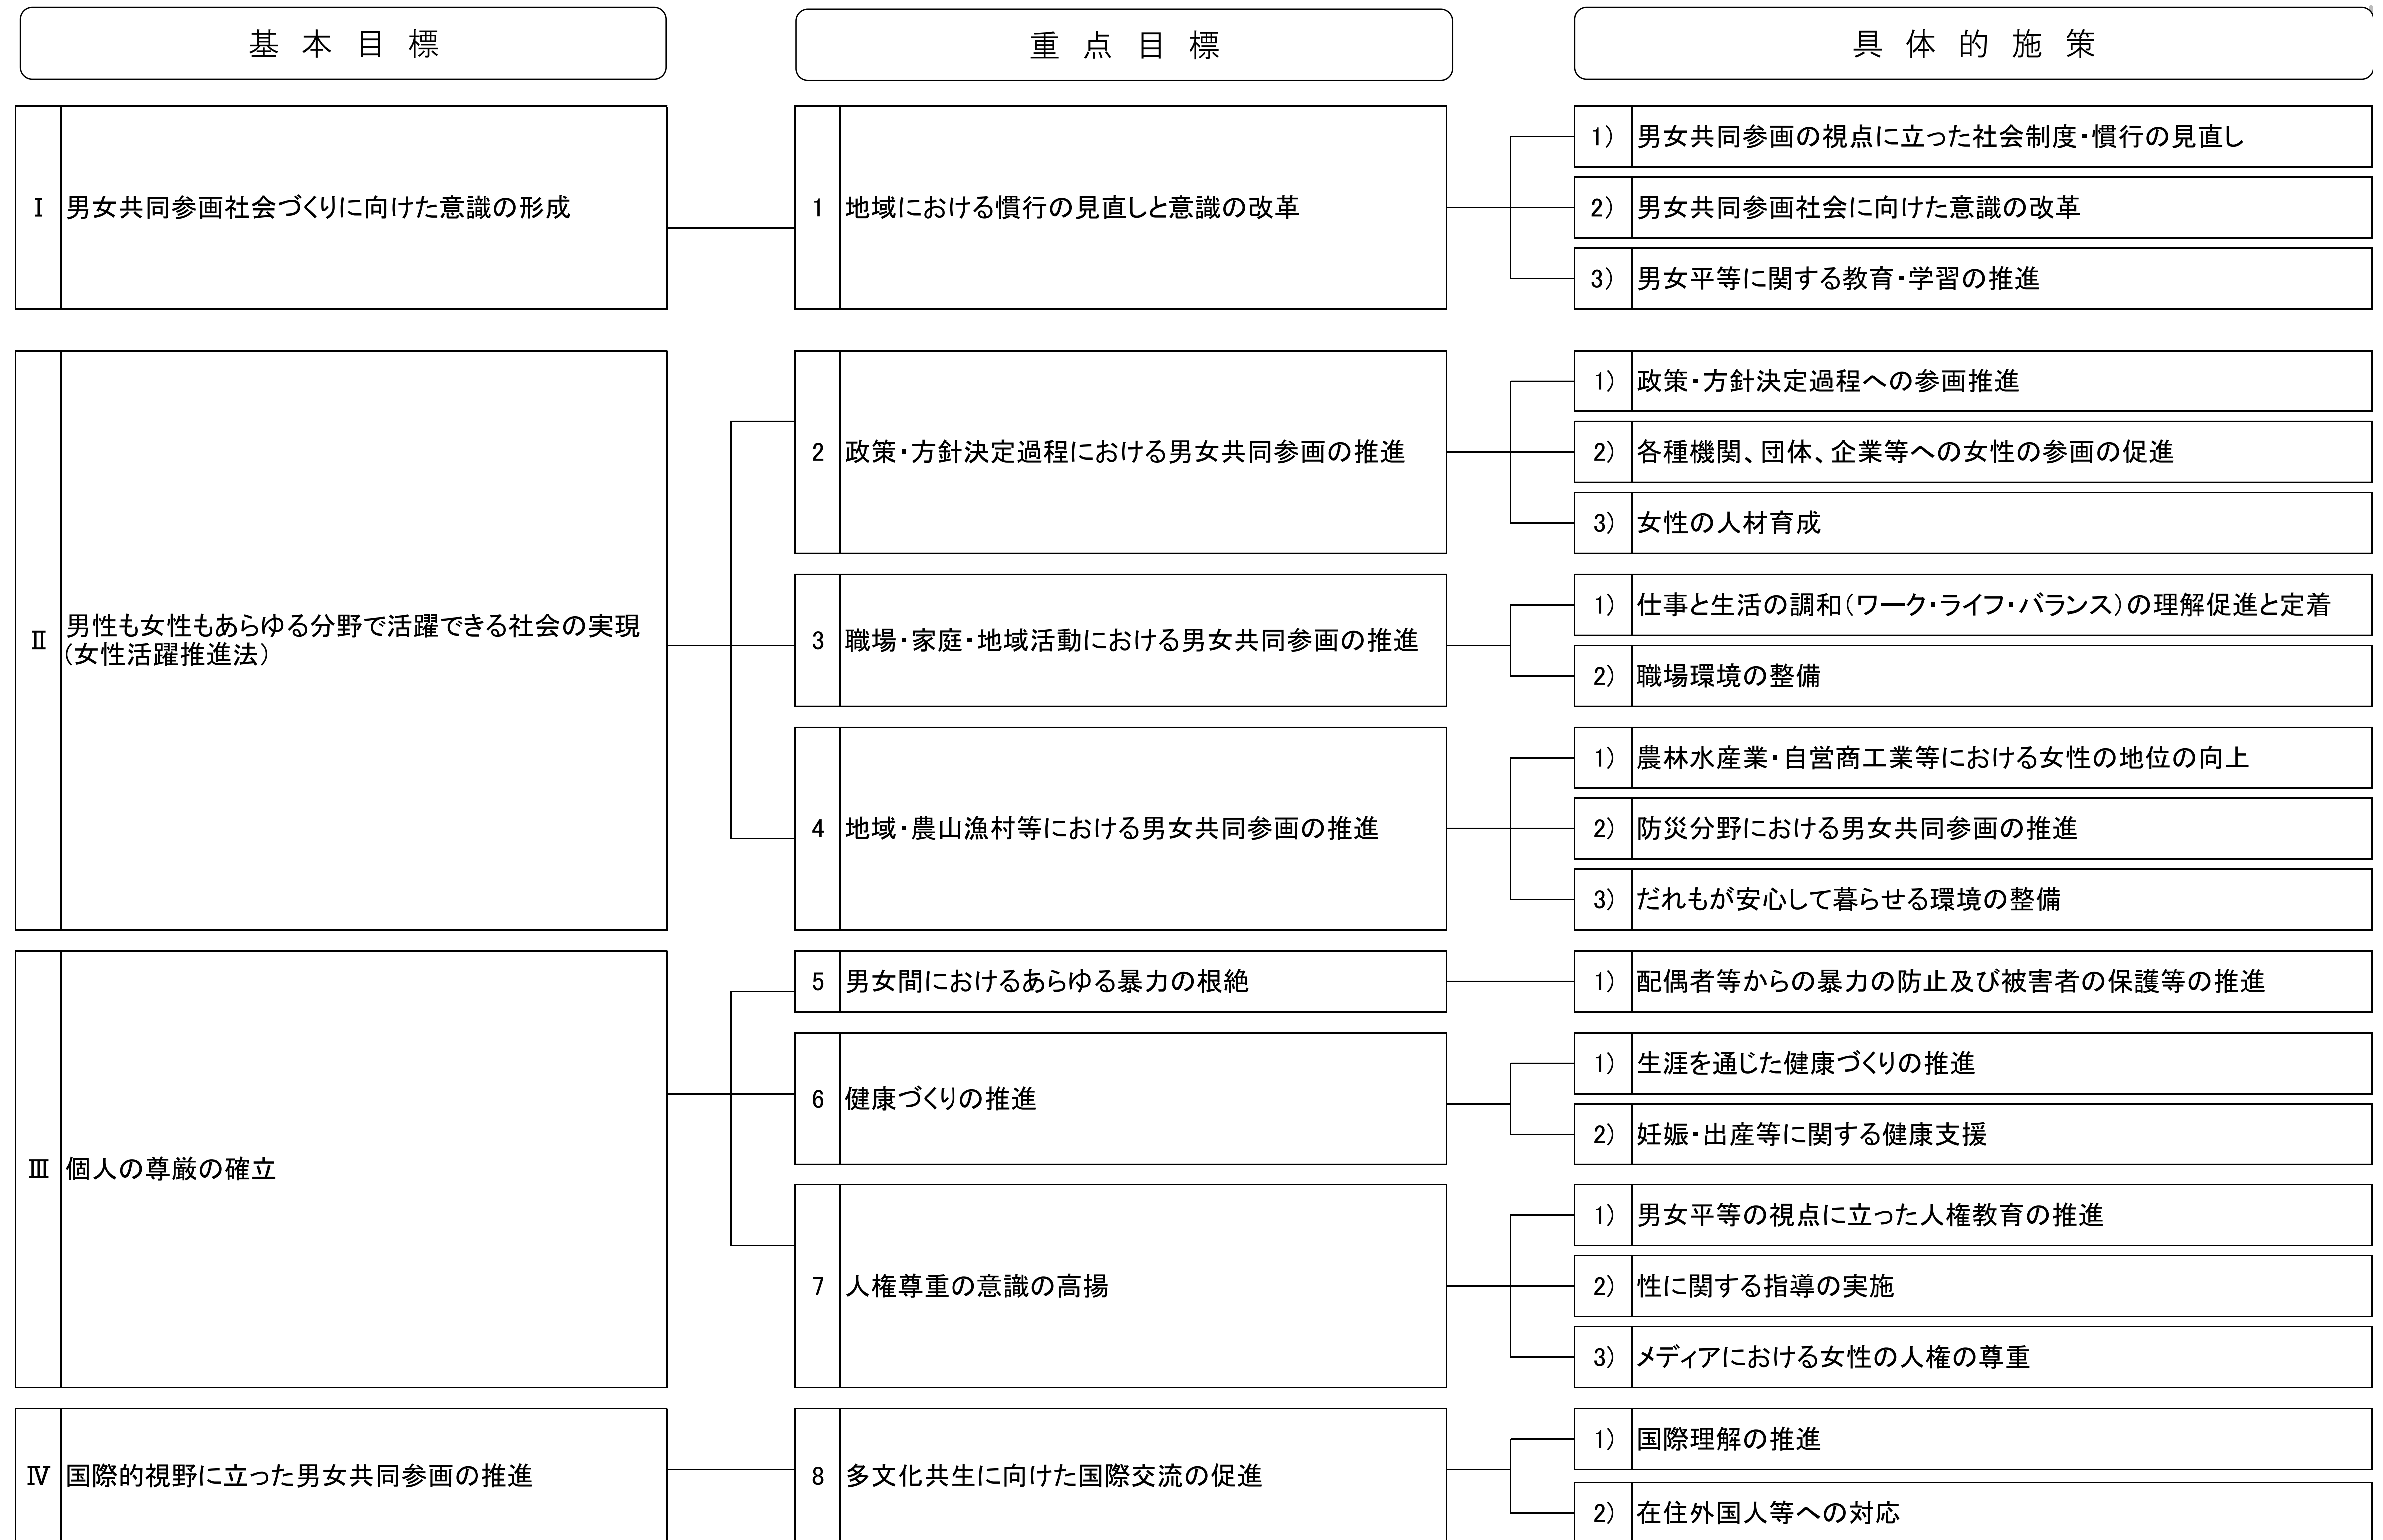 基本目標
重点目標
具体的施策
Ⅰ 男女共同参画社会づくりに向けた意識の形成
1 地域における慣行の見直しと意識の改革
1） 男女共同参画の視点に立った社会制度・慣行の見直し
2） 男女共同参画社会に向けた意識の改革
3） 男女平等に関する教育・学習の推進
Ⅱ 男性も女性もあらゆる分野で活躍できる社会の実現
（女性活躍推進法）
2 政策・方針決定過程における男女共同参画の推進
1） 政策・方針決定過程への参画推進
2） 各種機関、団体、企業等への女性の参画の促進
3） 女性の人材育成
3 職場・家庭・地域活動における男女共同参画の推進
1） 仕事と生活の調和（ワーク・ライフ・バランス）の理解促進と定着
2） 職場環境の整備
4 地域・農山漁村等における男女共同参画の推進
1） 農林水産業・自営商工業等における女性の地位の向上
2） 防災分野における男女共同参画の推進
3） だれもが安心して暮らせる環境の整備
Ⅲ 個人の尊厳の確立
5 男女間におけるあらゆる暴力の根絶
1） 配偶者等からの暴力の防止及び被害者の保護等の推進
6 健康づくりの推進
1） 生涯を通じた健康づくりの推進
2） 妊娠・出産等に関する健康支援
7 人権尊重の意識の高揚
1） 男女平等の視点に立った人権教育の推進
2） 性に関する指導の実施
3） メディアにおける女性の人権の尊重
Ⅳ 国際的視野に立った男女共同参画の推進
8 多文化共生に向けた国際交流の促進
1） 国際理解の推進
2） 在住外国人等への対応